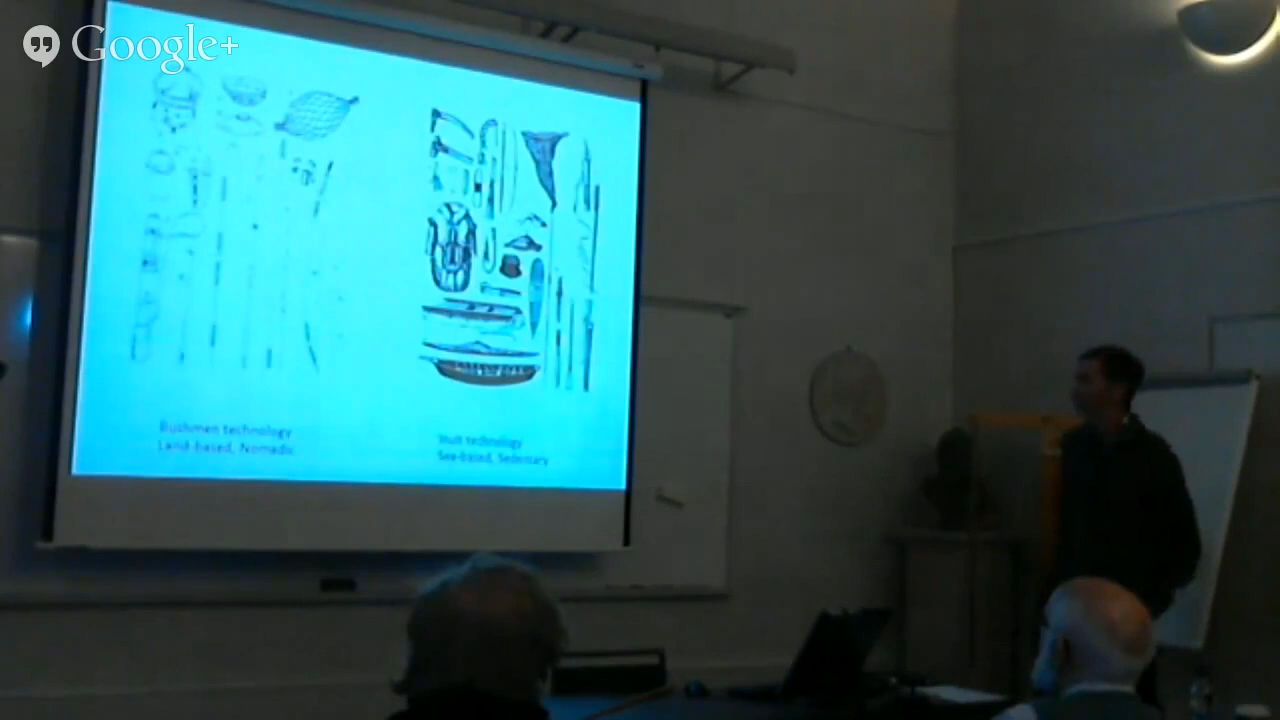 Google+
Bushmen technology
Land-based, Nomadic
Inuit technology
Sea-based, Sedentary